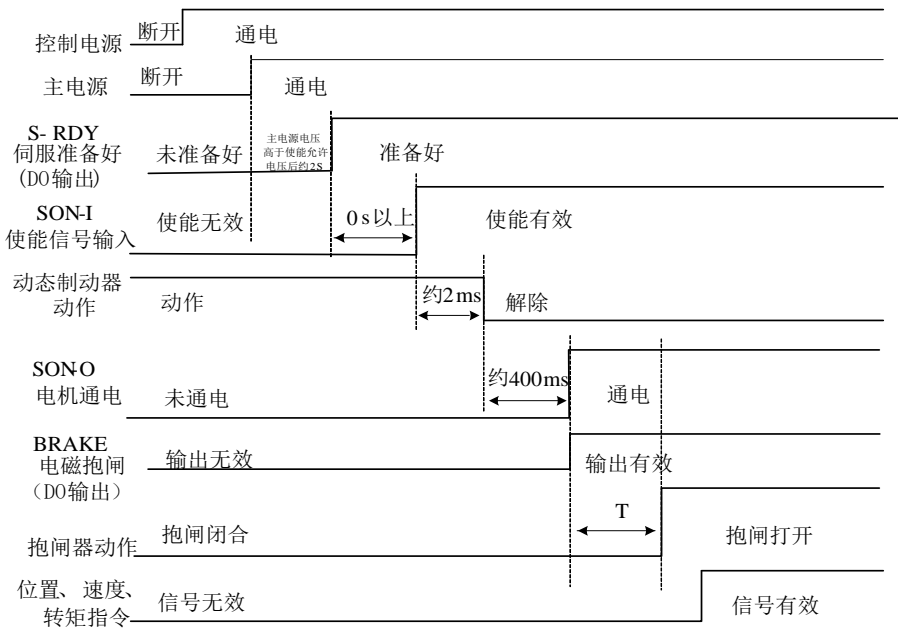 控制电源 断开 通电
主电源 断开 通电
S- RDY
伺服准备好
(DO输出)
未准备好
主电源电压
高于使能允许
电压后约2S
准备好
SON-I
使能信号输入
使能无效
0s以上
使能有效
动态制动器
动作
动作
约2ms
解除
SON-O
电机通电
未通电
约400ms
通电
BRAKE
电磁抱闸
（DO输出）
输出无效
输出有效
T
抱闸器动作
抱闸闭合
抱闸打开
位置、速度、
转矩指令
信号无效
信号有效